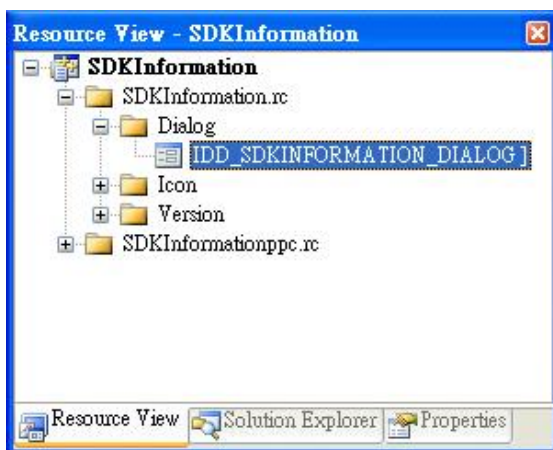 Resource View - SDKInformation
SDKInformation
SDKInformation.rc
Dialog
IDD_SDKINFORMATION_DIALOG ]
Icon
Version
SDKInformationppc.rc
Resource View Solution Explorer Properties